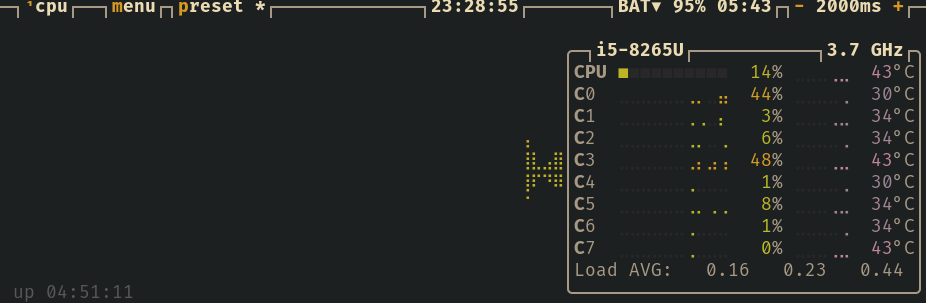 ¹cpu menu preset * 23:28:55 BAT▼ 95% 05:43 - 2000ms +
i5-8265U 3.7 GHz
CPU 14% 43°C
C0 44% 30°C
C1 3% 34°C
C2 6% 34°C
C3 48% 43°C
C4 1% 30°C
C5 8% 34°C
C6 1% 34°C
C7 0% 43°C
Load AVG: 0.16 0.23 0.44
up 04:51:11